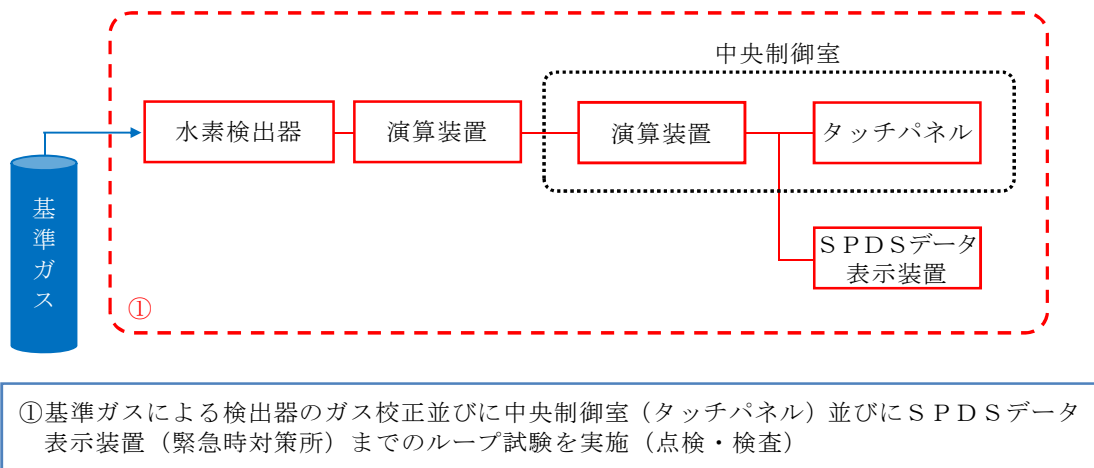 中央制御室
水素検出器
演算装置
演算装置
タッチパネル
基準ガス
ＳＰＤＳデータ
表示装置
①
①基準ガスによる検出器のガス校正並びに中央制御室（タッチパネル）並びにＳＰＤＳデータ
表示装置（緊急時対策所）までのループ試験を実施（点検・検査）